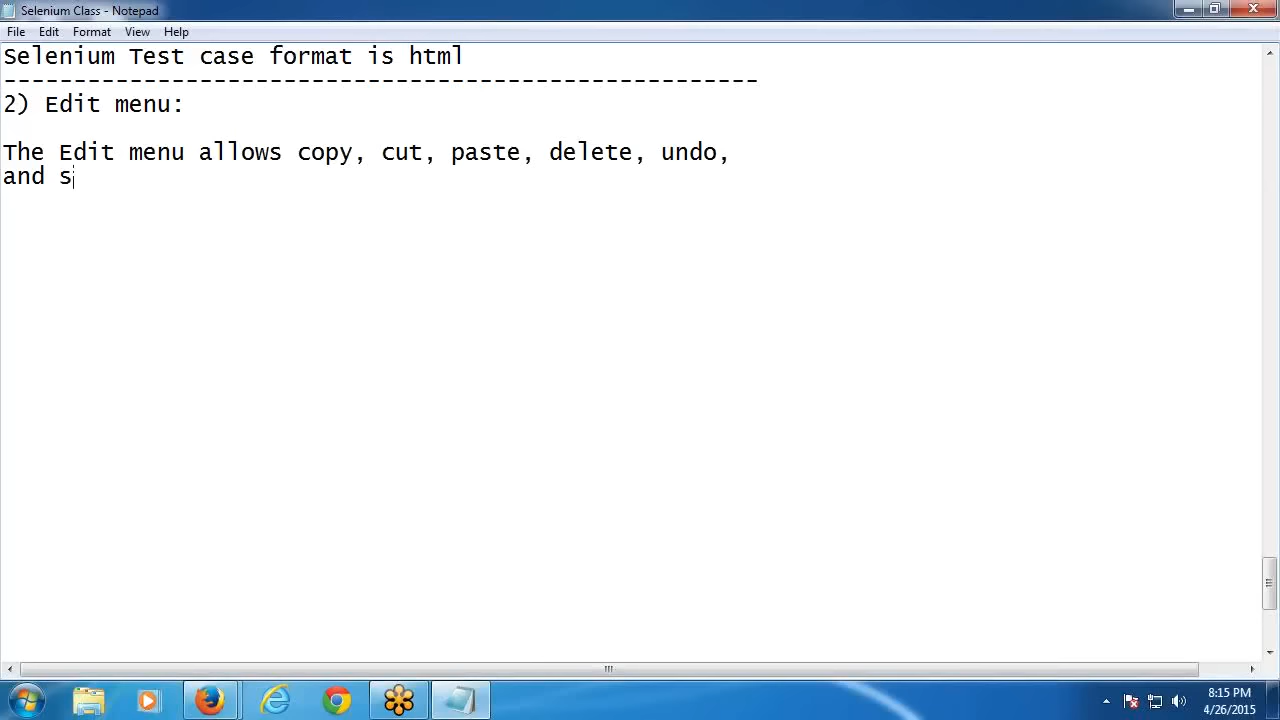 Selenium Class - Notepad
File Edit Format View Help
Selenium Test case format is html
------------------------------------------------------
2) Edit menu:
The Edit menu allows copy, cut, paste, delete, undo,
and s
8:15 PM
4/26/2015